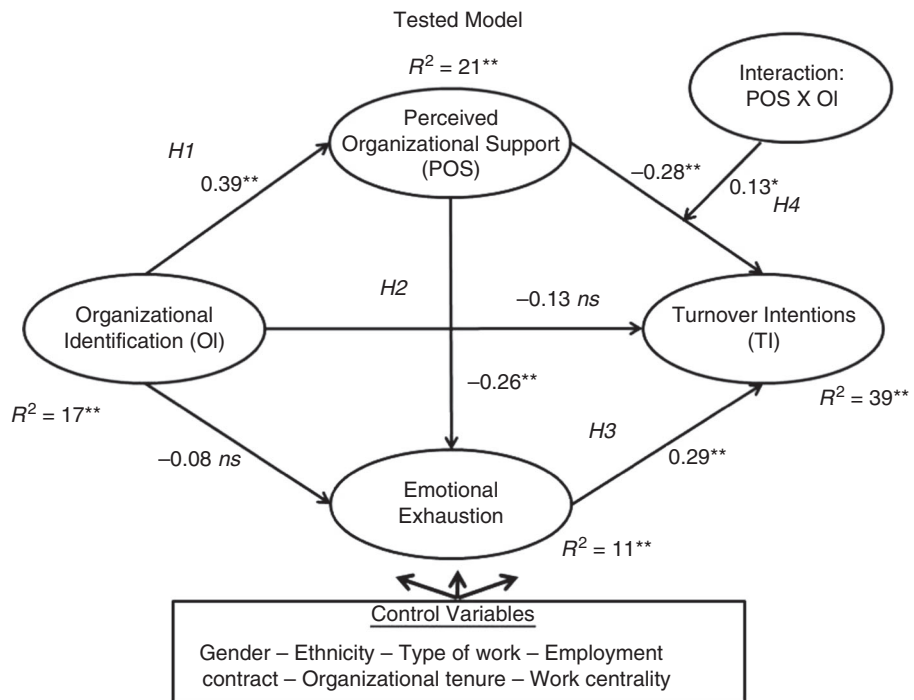 Tested Model
R² = 21**
Interaction:
POS X OI
Perceived
Organizational Support
(POS)
H1
0.39**
−0.28**
0.13*
H4
H2
−0.13 ns
Organizational
Identification (OI)
Turnover Intentions
(TI)
R² = 17**
−0.26**
R² = 39**
H3
−0.08 ns
0.29**
Emotional
Exhaustion
R² = 11**
Control Variables
Gender – Ethnicity – Type of work – Employment
contract – Organizational tenure – Work centrality